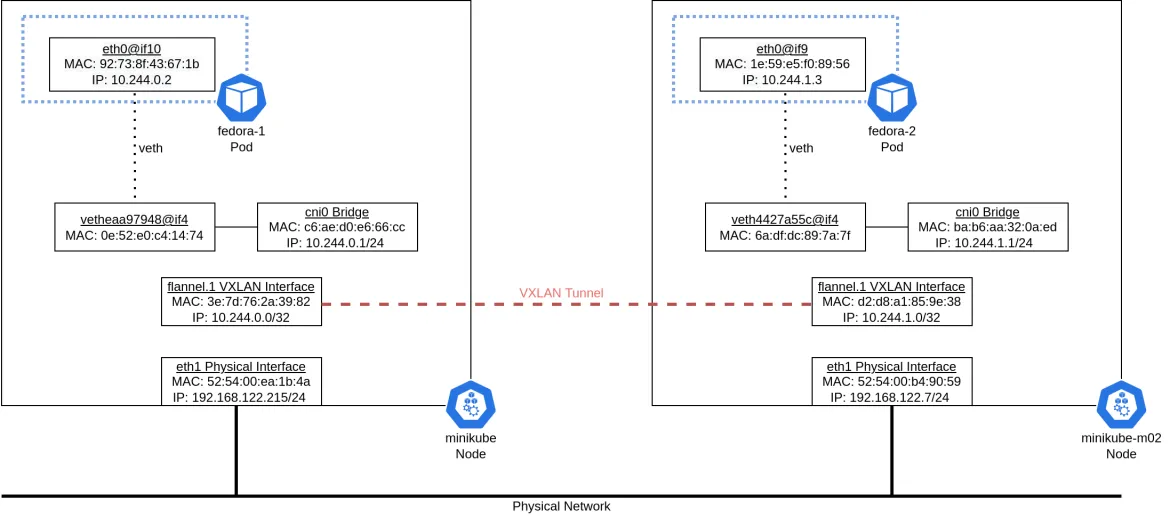 eth0@if10
MAC: 92:73:8f:43:67:1b
IP: 10.244.0.2
fedora-1
Pod
veth
vetheaa97948@if4
MAC: 0e:52:e0:c4:14:74
cni0 Bridge
MAC: c6:ae:d0:e6:66:cc
IP: 10.244.0.1/24
flannel.1 VXLAN Interface
MAC: 3e:7d:76:2a:39:82
IP: 10.244.0.0/32
eth1 Physical Interface
MAC: 52:54:00:ea:1b:4a
IP: 192.168.122.215/24
minikube
Node
VXLAN Tunnel
eth0@if9
MAC: 1e:59:e5:f0:89:56
IP: 10.244.1.3
fedora-2
Pod
veth
veth4427a55c@if4
MAC: 6a:df:dc:89:7a:7f
cni0 Bridge
MAC: ba:b6:aa:32:0a:ed
IP: 10.244.1.1/24
flannel.1 VXLAN Interface
MAC: d2:d8:a1:85:9e:38
IP: 10.244.1.0/32
eth1 Physical Interface
MAC: 52:54:00:b4:90:59
IP: 192.168.122.7/24
minikube-m02
Node
Physical Network